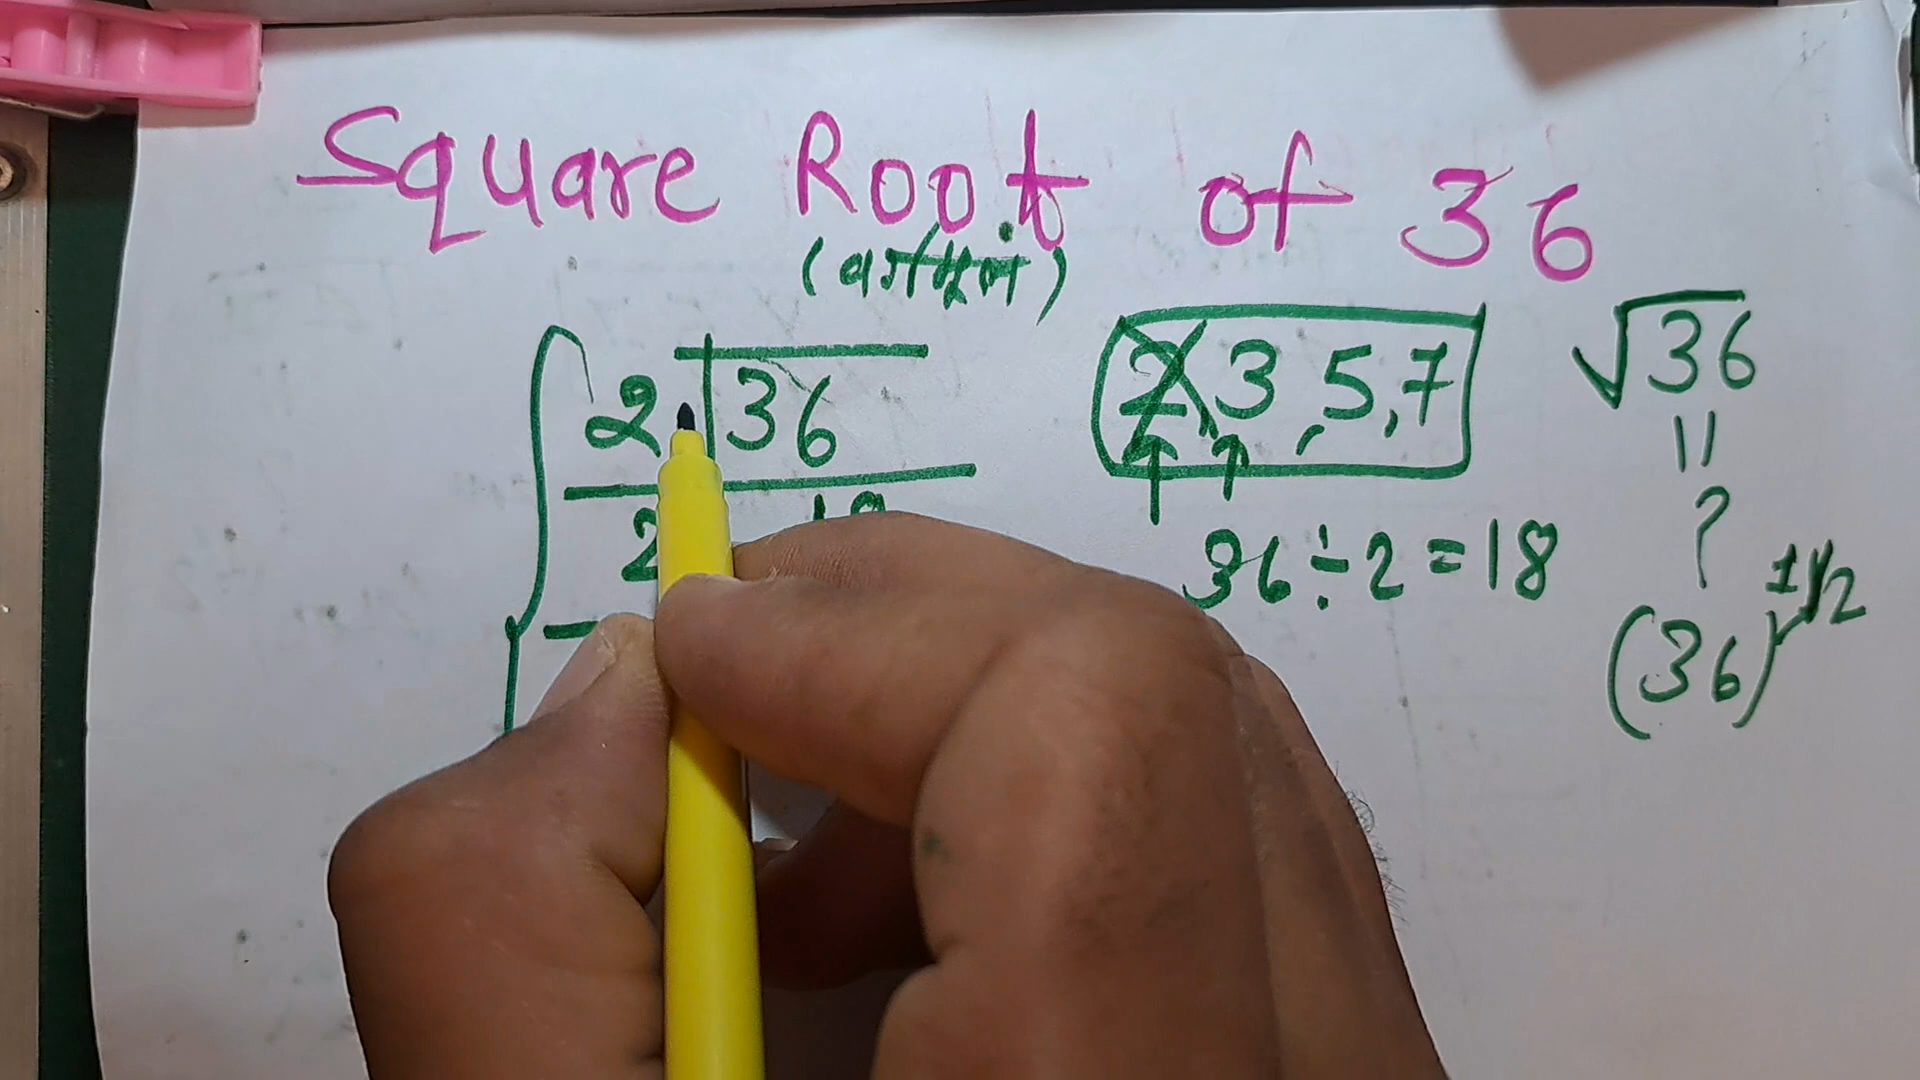 Square Root of 36
(वर्गमूल)
2 36
2 18
2, 3, 5, 7
36 ÷ 2 = 18
√36
=
?
(36)^1/2